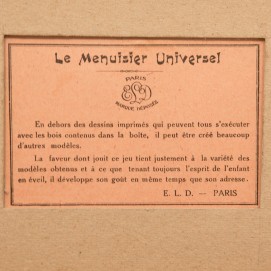 Le Menuisier Universel
PARIS
ELD
MARQUE DÉPOSÉE
En dehors des dessins imprimés qui peuvent tous s'exécuter
avec les bois contenus dans la boîte, il peut être créé beaucoup
d'autres modèles.
La faveur dont jouit ce jeu tient justement à la variété des
modèles obtenus et à ce que tenant toujours l'esprit de l'enfant
en éveil, il développe son goût en même temps que son adresse.
E. L. D. — PARIS